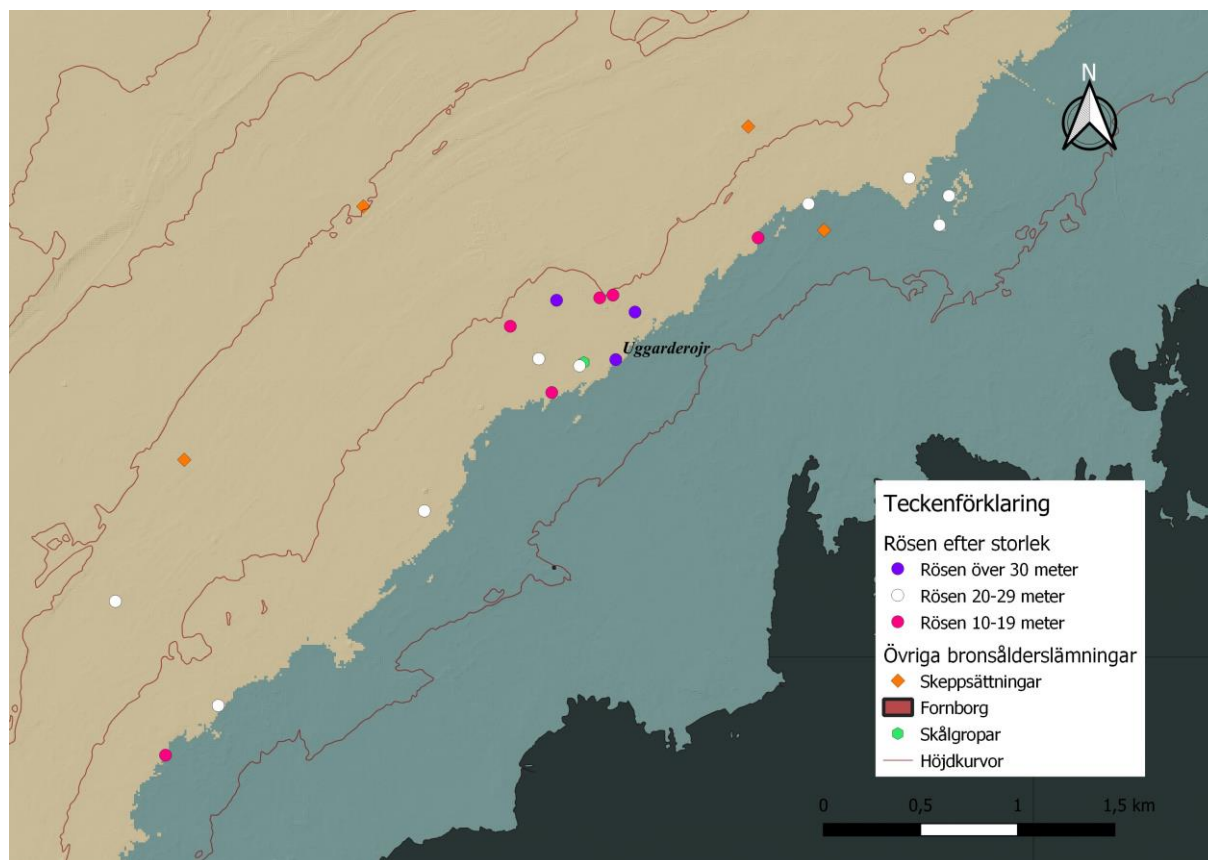 N
Uggarderojr
Teckenförklaring
Rösen efter storlek
Rösen över 30 meter
Rösen 20-29 meter
Rösen 10-19 meter
Övriga bronsålderslämningar
Skeppsättningar
Fornborg
Skålgropar
Höjdkurvor
0 0,5 1 1,5 km